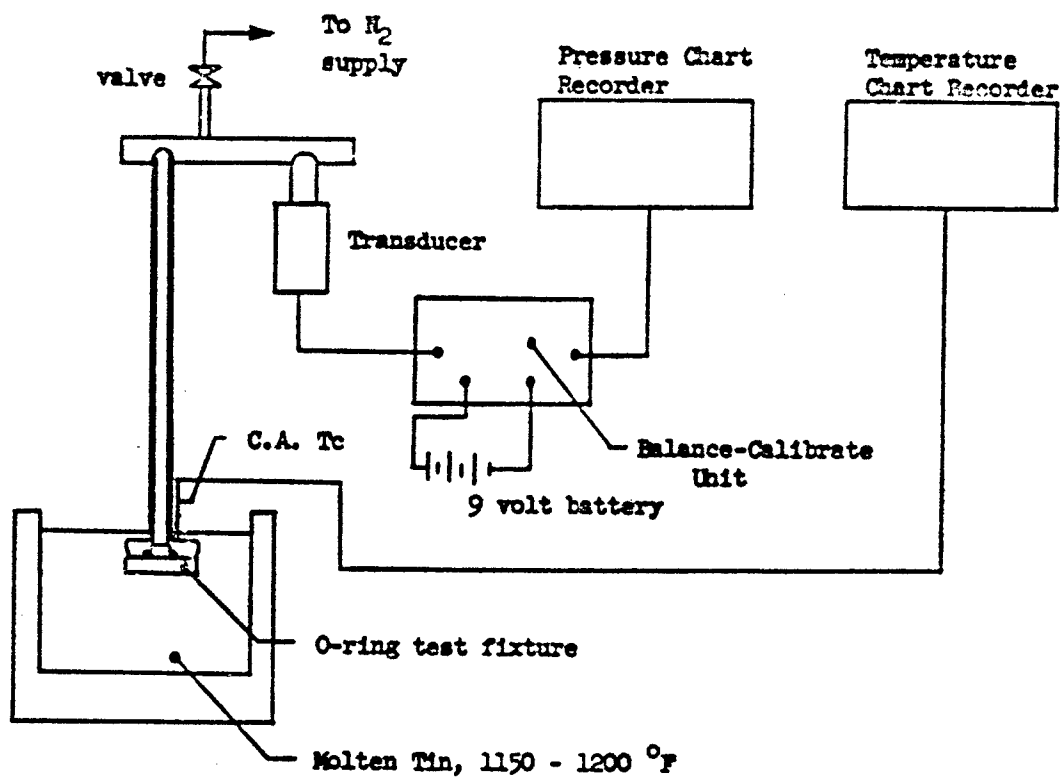 To N2
supply
valve
Pressure Chart
Recorder
Temperature
Chart Recorder
Transducer
C.A. Tc
Balance-Calibrate
Unit
9 volt battery
O-ring test fixture
Molten Tin, 1150 - 1200 °F